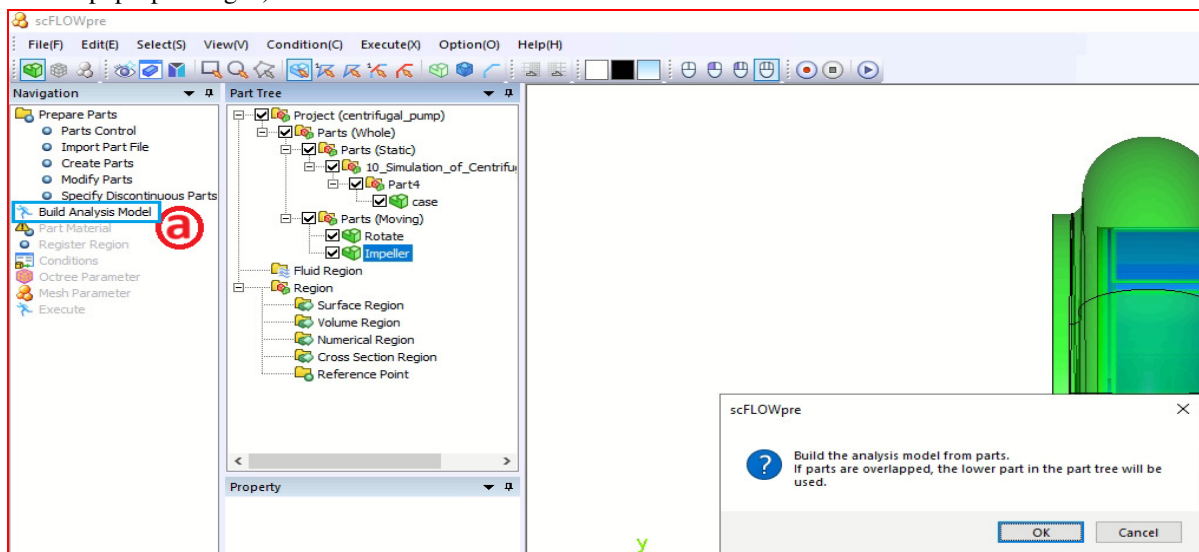 scFLOWpre
File(F) Edit(E) Select(S) View(V) Condition(C) Execute(X) Option(O) Help(H)
Navigation
Prepare Parts
Parts Control
Import Part File
Create Parts
Modify Parts
Specify Discontinuous Parts
Build Analysis Model
a
Part Material
Register Region
Conditions
Octree Parameter
Mesh Parameter
Execute
Part Tree
Project (centrifugal_pump)
Parts (Whole)
Parts (Static)
10_Simulation_of_Centrifu
Part4
case
Parts (Moving)
Rotate
Impeller
Fluid Region
Region
Surface Region
Volume Region
Numerical Region
Cross Section Region
Reference Point
Property
y
scFLOWpre
Build the analysis model from parts.
If parts are overlapped, the lower part in the part tree will be
used.
OK Cancel